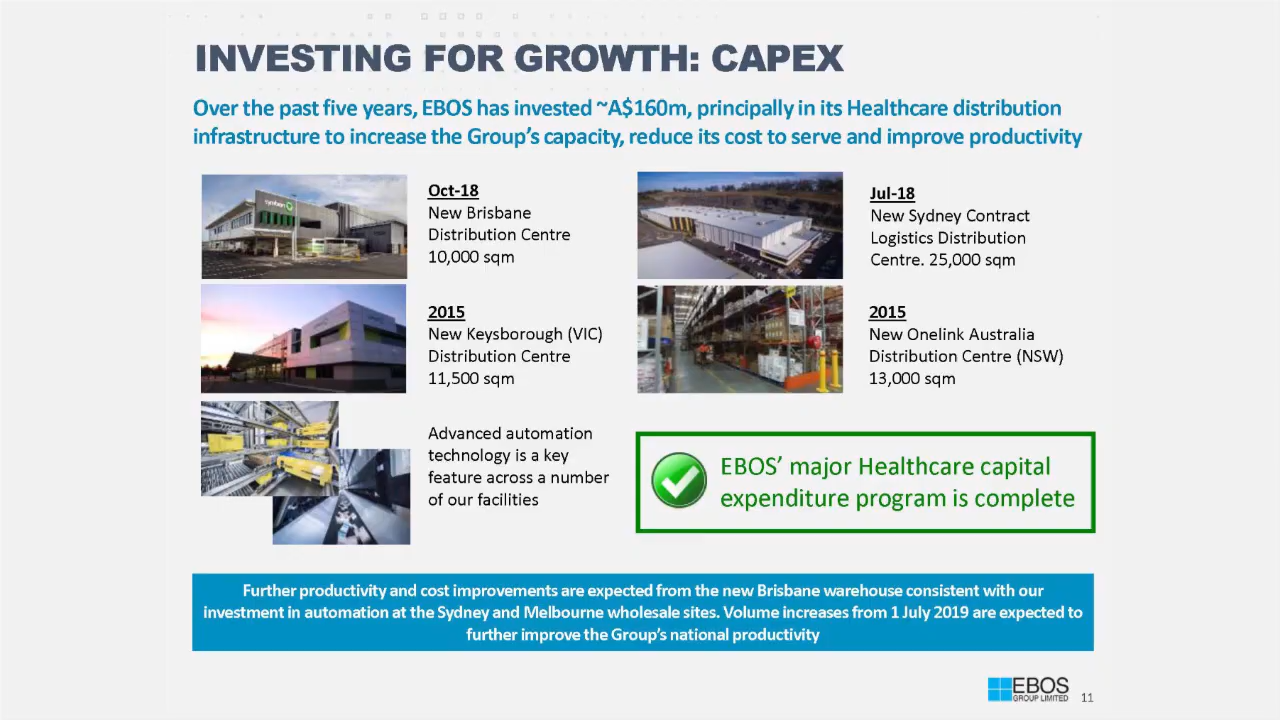 INVESTING FOR GROWTH: CAPEX
Over the past five years, EBOS has invested ~A$160m, principally in its Healthcare distribution
infrastructure to increase the Group's capacity, reduce its cost to serve and improve productivity
Oct-18
New Brisbane
Distribution Centre
10,000 sqm
Jul-18
New Sydney Contract
Logistics Distribution
Centre. 25,000 sqm
2015
New Keysborough (VIC)
Distribution Centre
11,500 sqm
2015
New Onelink Australia
Distribution Centre (NSW)
13,000 sqm
Advanced automation
technology is a key
feature across a number
of our facilities
EBOS' major Healthcare capital
expenditure program is complete
Further productivity and cost improvements are expected from the new Brisbane warehouse consistent with our
investment in automation at the Sydney and Melbourne wholesale sites. Volume increases from 1 July 2019 are expected to
further improve the Group's national productivity
EBOS
GROUP LIMITED
11